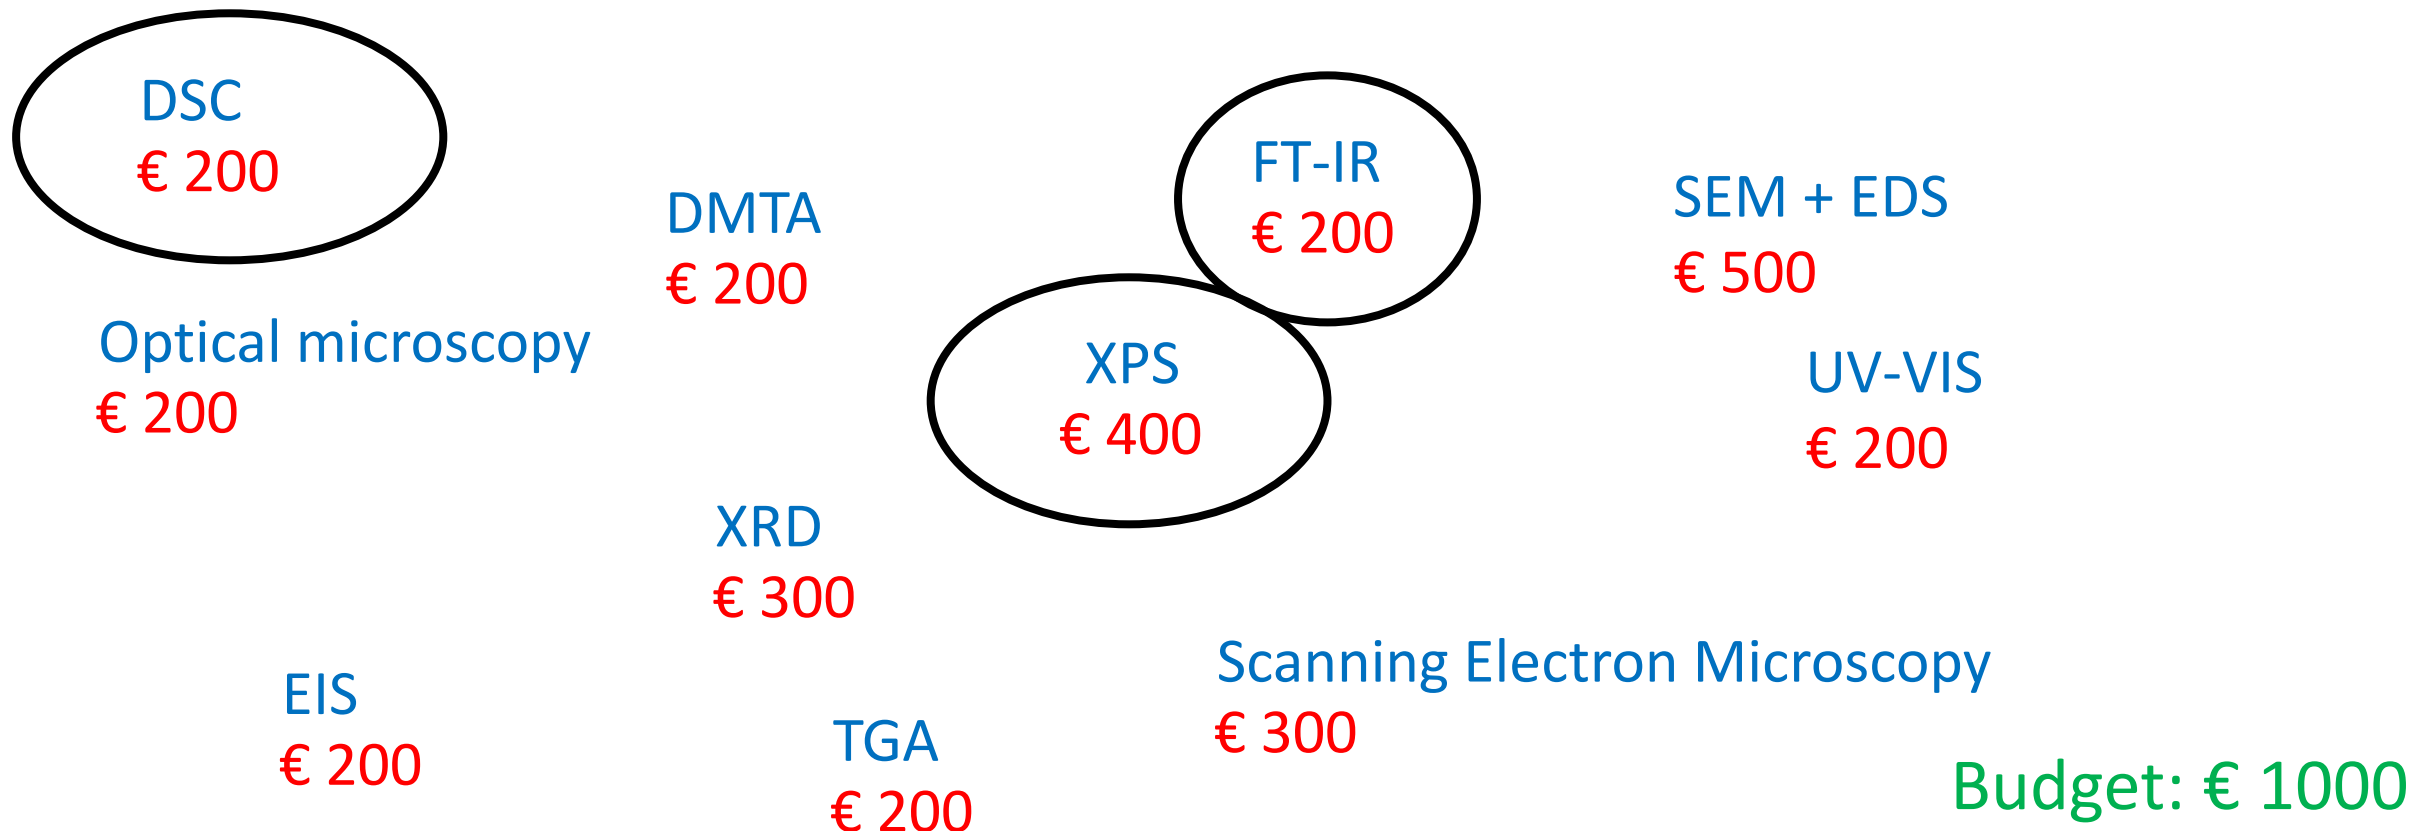 DSC
€ 200
FT-IR
€ 200
DMTA
€ 200
SEM + EDS
€ 500
Optical microscopy
€ 200
XPS
€ 400
UV-VIS
€ 200
XRD
€ 300
Scanning Electron Microscopy
€ 300
EIS
€ 200
TGA
€ 200
Budget: € 1000